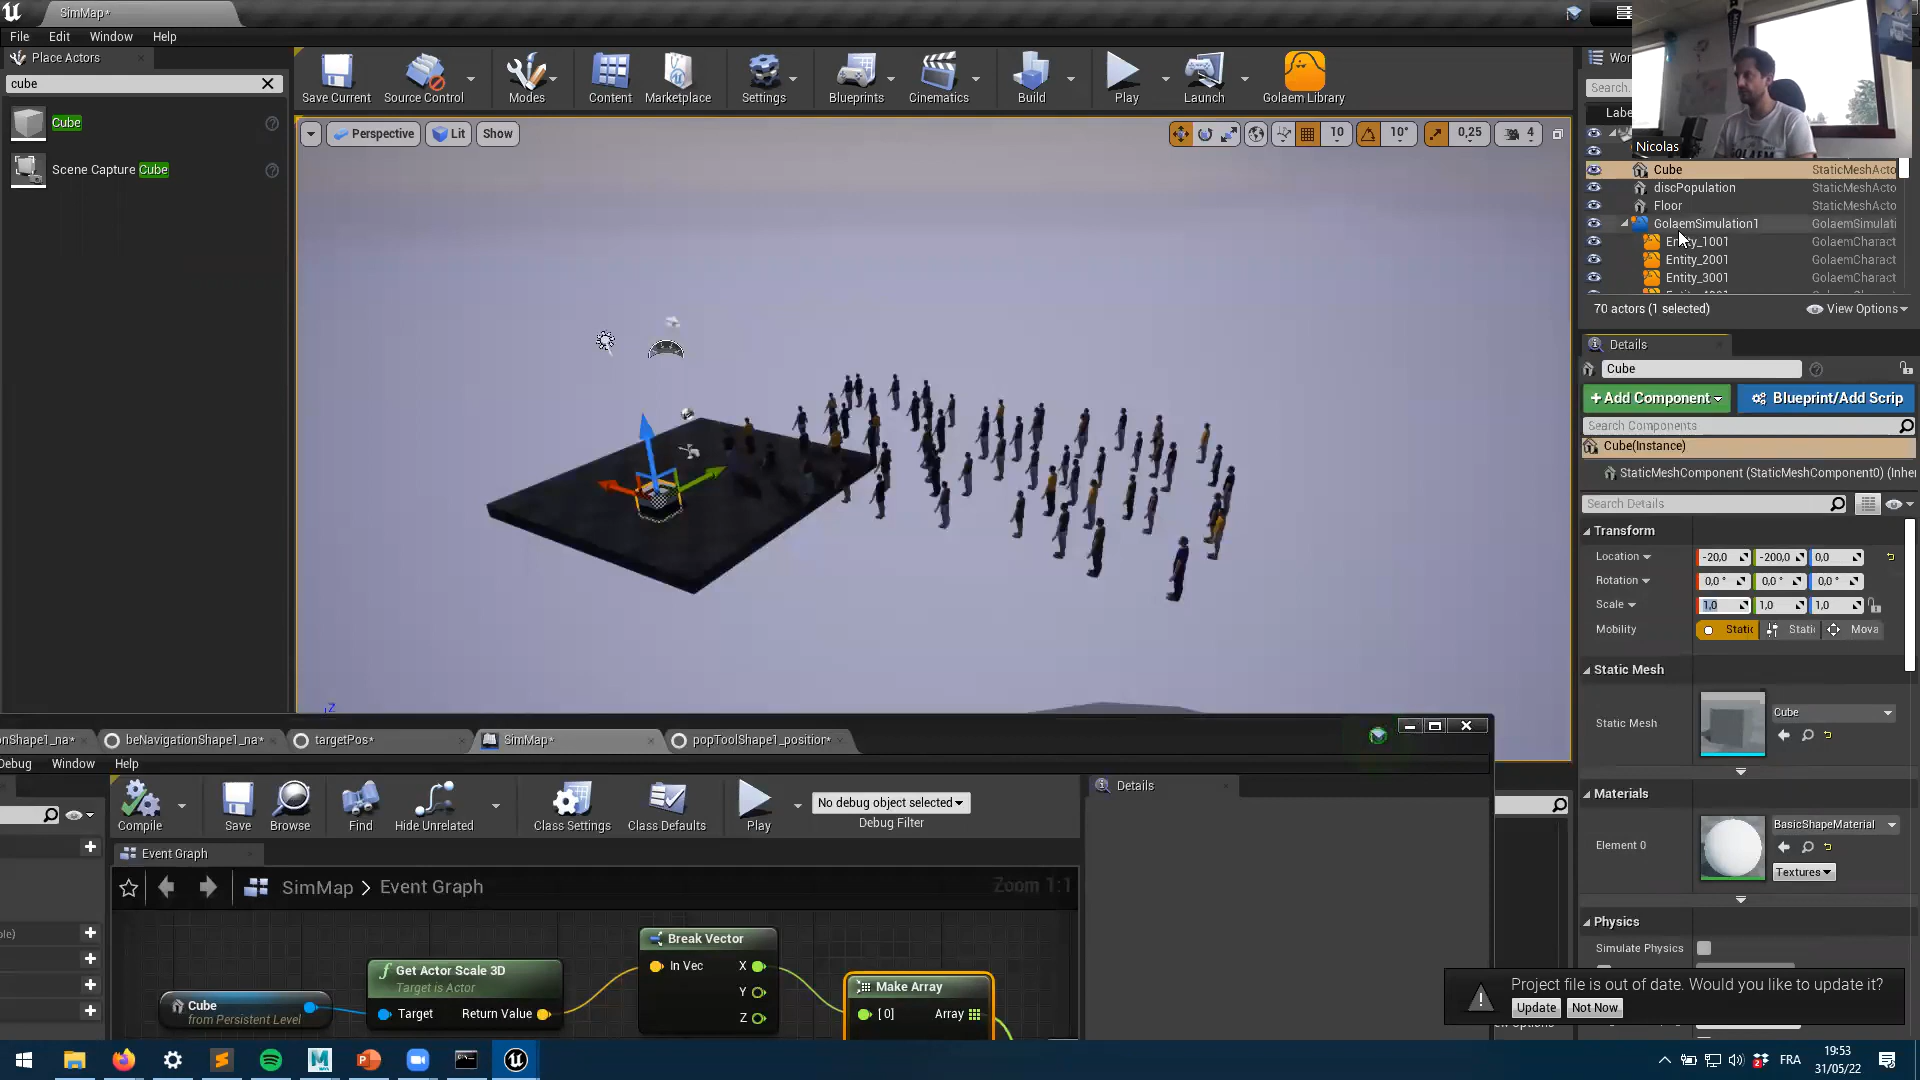 SimMap*
File Edit Window Help
Place Actors
cube
Cube
Scene Capture Cube
Save Current
Source Control
Modes
Content
Marketplace
Settings
Blueprints
Cinematics
Build
Play
Launch
Golaem Library
Perspective
Lit
Show
10
10°
0,25
4
Search.
Nicolas
Cube StaticMeshActo
discPopulation StaticMeshActo
Floor StaticMeshActo
GolaemSimulation1 GolaemSimulati
Entity_1001 GolaemCharact
Entity_2001 GolaemCharact
Entity_3001 GolaemCharact
70 actors (1 selected) View Options
Details
Cube
+Add Component
Blueprint/Add Scrip
Search Components
Cube(Instance)
StaticMeshComponent (StaticMeshComponent0) (Inher
Search Details
Transform
Location -20,0 -200,0 0,0
Rotation 0,0 ° 0,0 ° 0,0 °
Scale 1,0 1,0 1,0
Mobility Static Static Mova
Static Mesh
Static Mesh Cube
Materials
Element 0 BasicShapeMaterial
Textures
Physics
Simulate Physics
onShape1_na*
beNavigationShape1_na*
targetPos*
SimMap*
popToolShape1_position*
Debug Window Help
Compile
Save
Browse
Find
Hide Unrelated
Class Settings
Class Defaults
Play
No debug object selected
Debug Filter
Details
Event Graph
SimMap > Event Graph
Zoom 1:1
Cube
from Persistent Level
Get Actor Scale 3D
Target is Actor
Target Return Value
Break Vector
In Vec X
Y
Z
Make Array
[0] Array
Project file is out of date. Would you like to update it?
Update Not Now
FRA
19:53
31/05/22